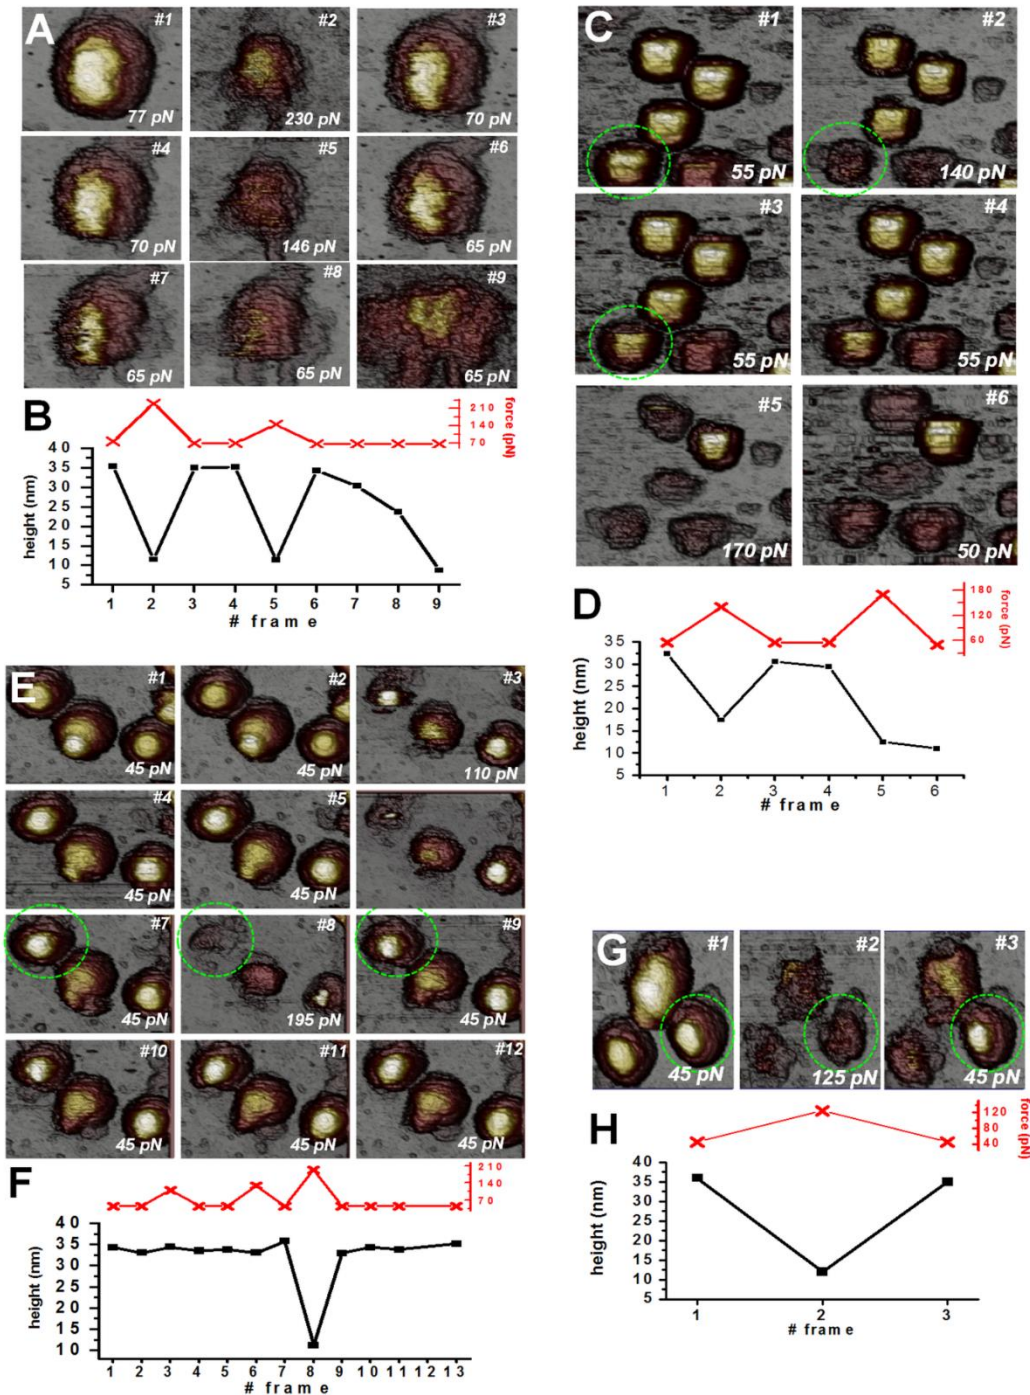 A
#1
77 pN
#2
230 pN
#3
70 pN
#4
70 pN
#5
146 pN
#6
65 pN
#7
65 pN
#8
65 pN
#9
65 pN
B
210
140
70
force (pN)
40
35
30
25
20
15
10
5
height (nm)
1 2 3 4 5 6 7 8 9
# frame
C
#1
55 pN
#2
140 pN
#3
55 pN
#4
55 pN
#5
170 pN
#6
50 pN
D
180
120
60
force (pN)
35
30
25
20
15
10
5
height (nm)
1 2 3 4 5 6
# frame
E
#1
45 pN
#2
45 pN
#3
110 pN
#4
45 pN
#5
45 pN
#7
45 pN
#8
195 pN
#9
45 pN
#10
45 pN
#11
45 pN
#12
45 pN
F
210
140
70
force (pN)
40
35
30
25
20
15
10
height (nm)
1 2 3 4 5 6 7 8 9 10 11 12 13
# frame
G
#1
45 pN
#2
125 pN
#3
45 pN
H
120
80
40
force (pN)
40
35
30
25
20
15
10
5
height (nm)
1 2 3
# frame